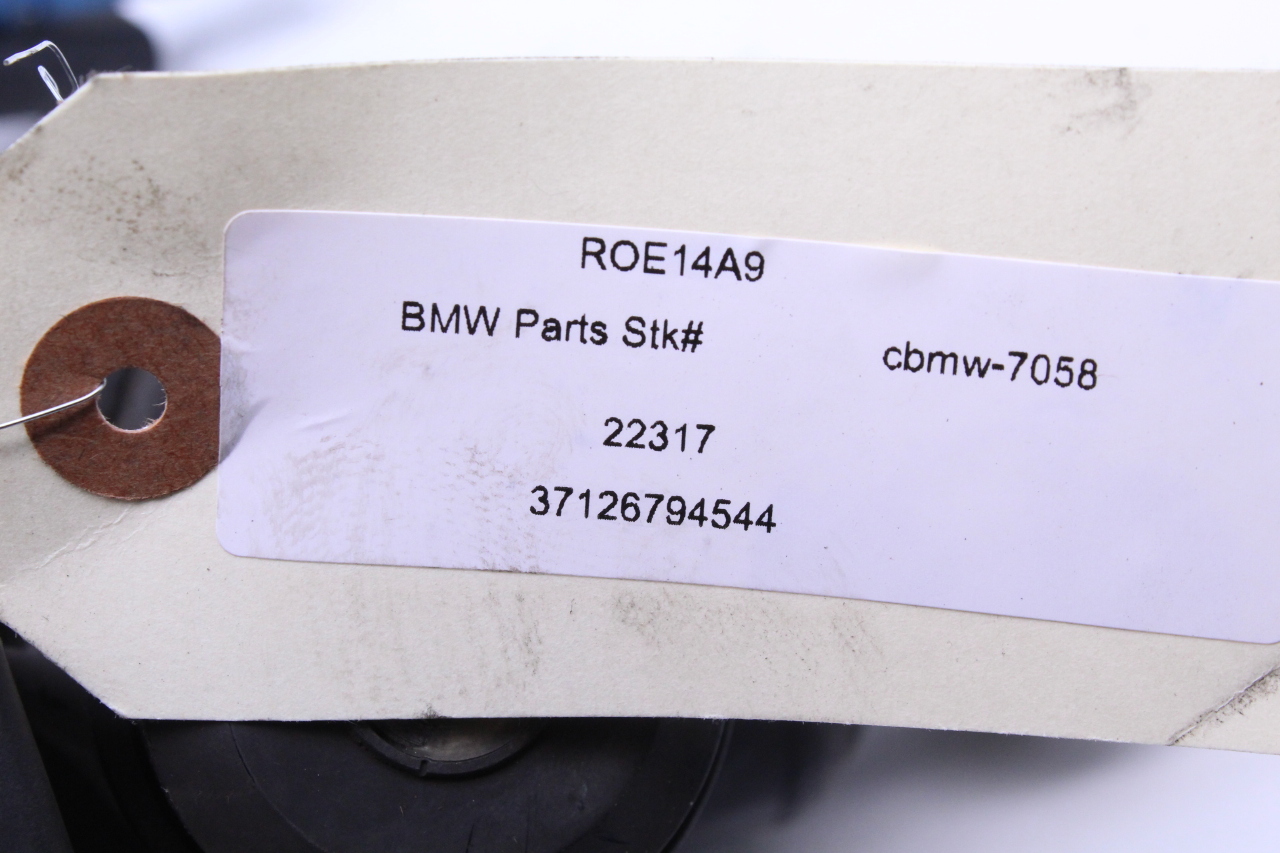 ROE14A9
BMW Parts Stk# cbmw-7058
22317
37126794544